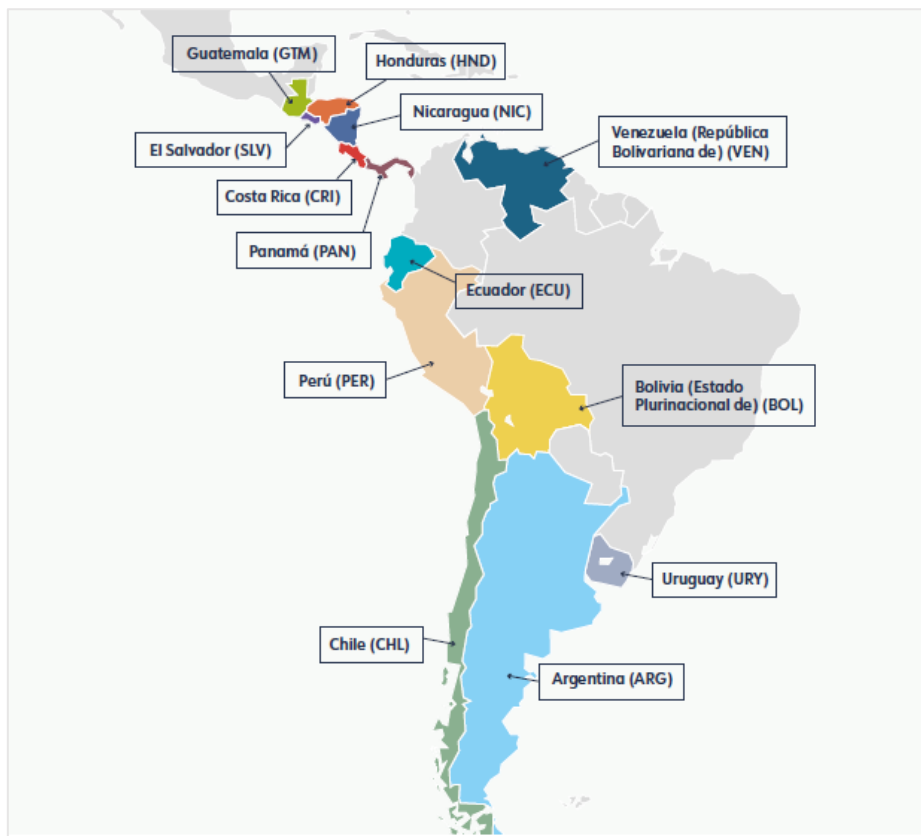 Guatemala (GTM)
Honduras (HND)
Nicaragua (NIC)
El Salvador (SLV)
Venezuela (República
Bolivariana de) (VEN)
Costa Rica (CRI)
Panamá (PAN)
Ecuador (ECU)
Perú (PER)
Bolivia (Estado
Plurinacional de) (BOL)
Uruguay (URY)
Chile (CHL)
Argentina (ARG)